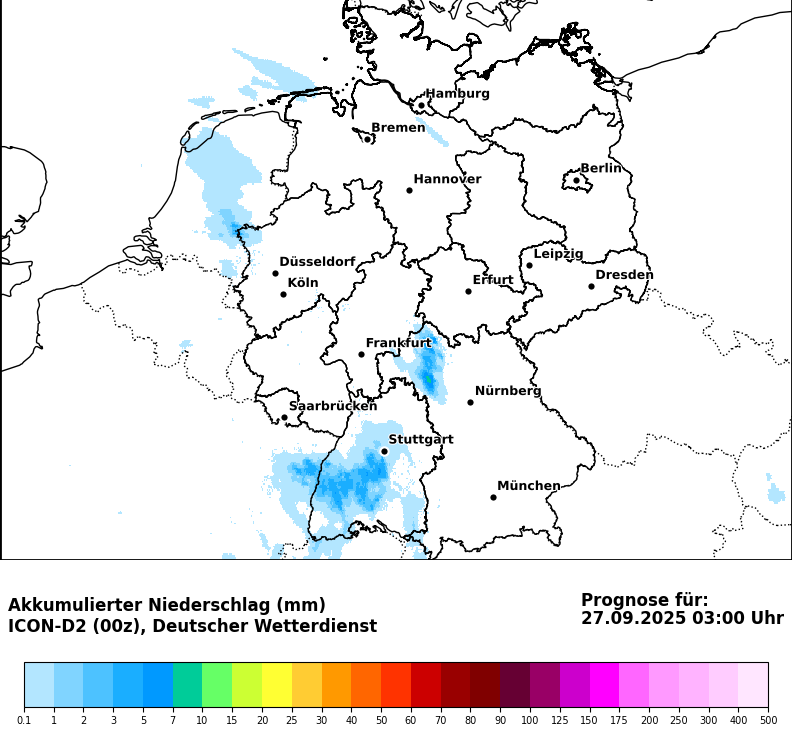 Hamburg
Bremen
Berlin
Hannover
Leipzig
Düsseldorf
Dresden
Köln
Erfurt
Frankfurt
Nürnberg
Saarbrücken
Stuttgart
München
Akkumulierter Niederschlag (mm)
ICON-D2 (00z), Deutscher Wetterdienst
Prognose für:
27.09.2025 03:00 Uhr
0.1 1 2 3 5 7 10 15 20 25 30 40 50 60 70 80 90 100 125 150 175 200 250 300 400 500